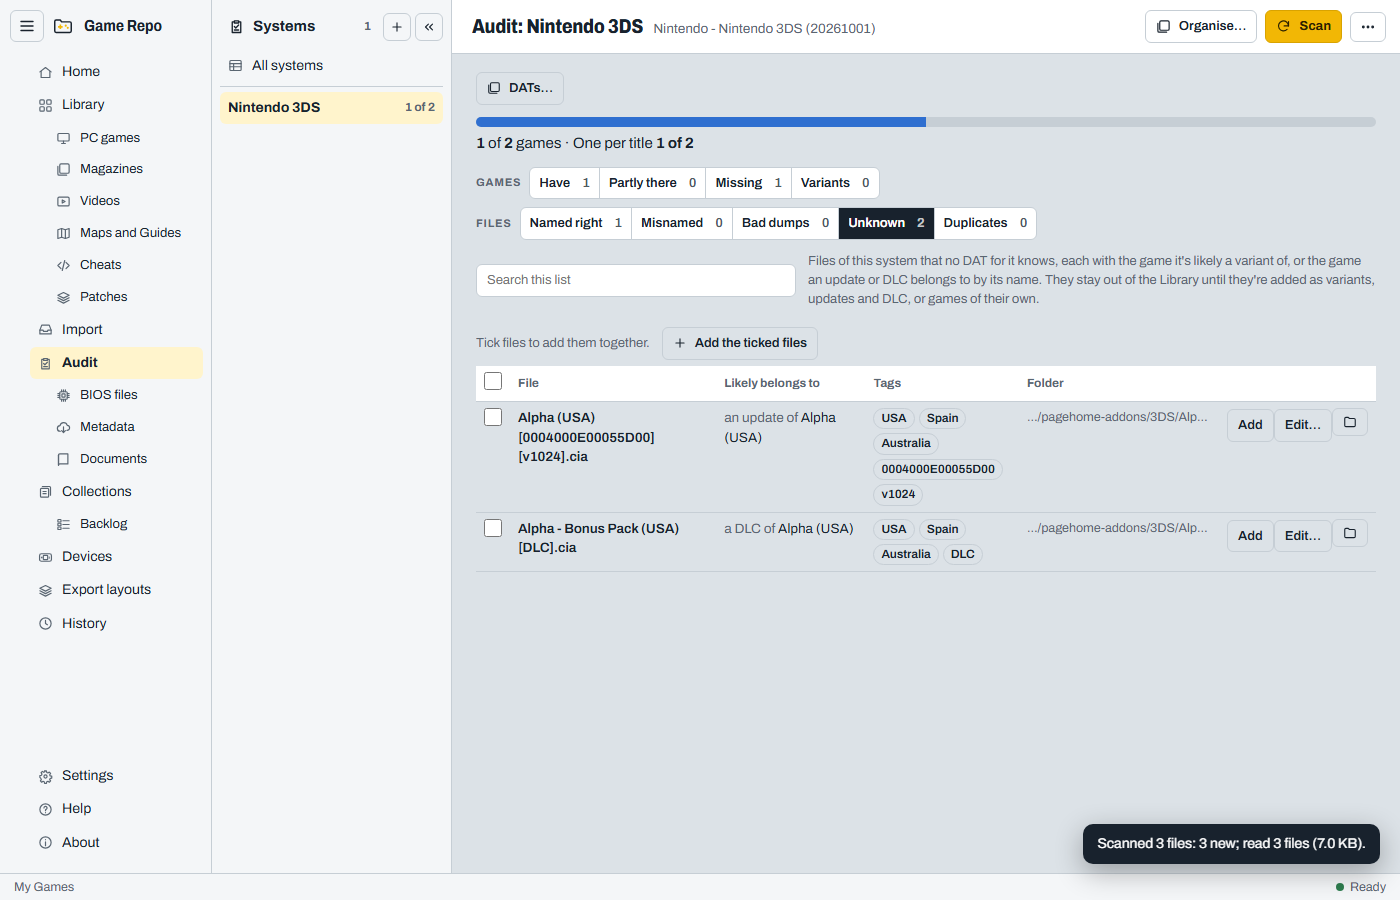 Game Repo
Home
Library
PC games
Magazines
Videos
Maps and Guides
Cheats
Patches
Import
Audit
BIOS files
Metadata
Documents
Collections
Backlog
Devices
Export layouts
History
Settings
Help
About
Systems 1
All systems
Nintendo 3DS 1 of 2
Audit: Nintendo 3DS Nintendo - Nintendo 3DS (20261001)
Organise... Scan
DATs...
1 of 2 games · One per title 1 of 2
GAMES Have 1 Partly there 0 Missing 1 Variants 0
FILES Named right 1 Misnamed 0 Bad dumps 0 Unknown 2 Duplicates 0
Search this list
Files of this system that no DAT for it knows, each with the game it's likely a variant of, or the game
an update or DLC belongs to by its name. They stay out of the Library until they're added as variants,
updates and DLC, or games of their own.
Tick files to add them together. Add the ticked files
File Likely belongs to Tags Folder
Alpha (USA)
[0004000E00055D00]
[v1024].cia
an update of Alpha
(USA)
USA Spain
Australia
0004000E00055D00
v1024
.../pagehome-addons/3DS/Alp...
Add Edit...
Alpha - Bonus Pack (USA)
[DLC].cia
a DLC of Alpha (USA)
USA Spain
Australia DLC
.../pagehome-addons/3DS/Alp...
Add Edit...
Scanned 3 files: 3 new; read 3 files (7.0 KB).
My Games
Ready